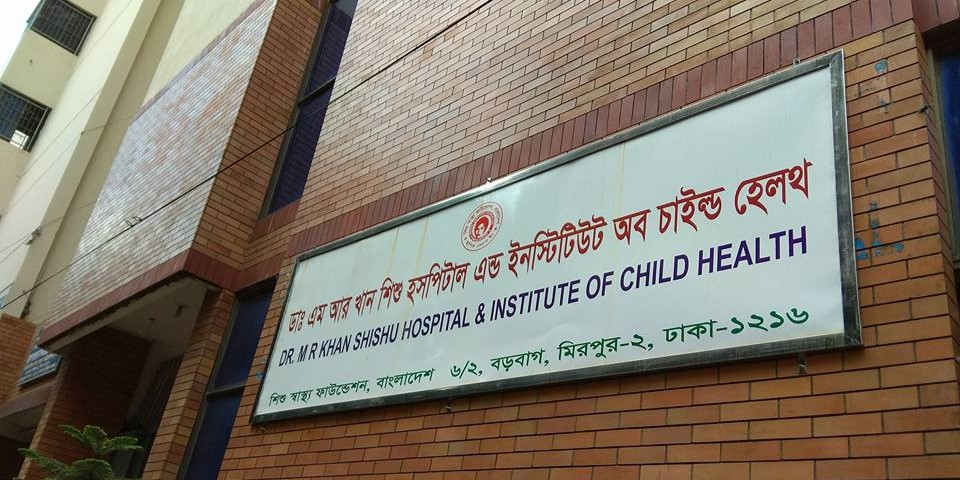 ডাঃ এম আর খান শিশু হসপিটাল এন্ড ইনস্টিটিউট অব চাইল্ড হেলথ
DR. M R KHAN SHISHU HOSPITAL & INSTITUTE OF CHILD HEALTH
শিশু স্বাস্থ্য ফাউন্ডেশন, বাংলাদেশ ৬/২, বড়বাগ, মিরপুর-২, ঢাকা-১২১৬